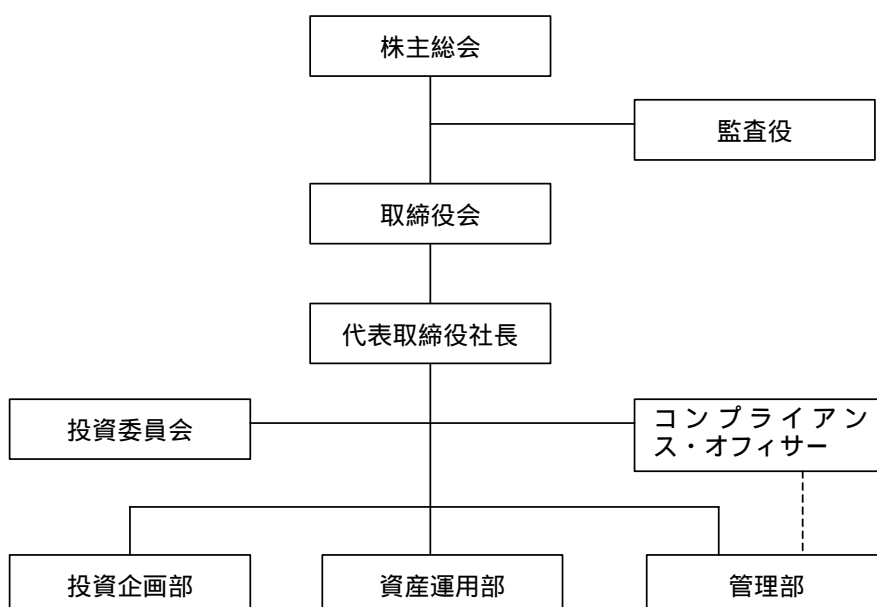 株主総会
監査役
取締役会
代表取締役社長
投資委員会
コンプライアン
ス・オフィサー
投資企画部
資産運用部
管理部